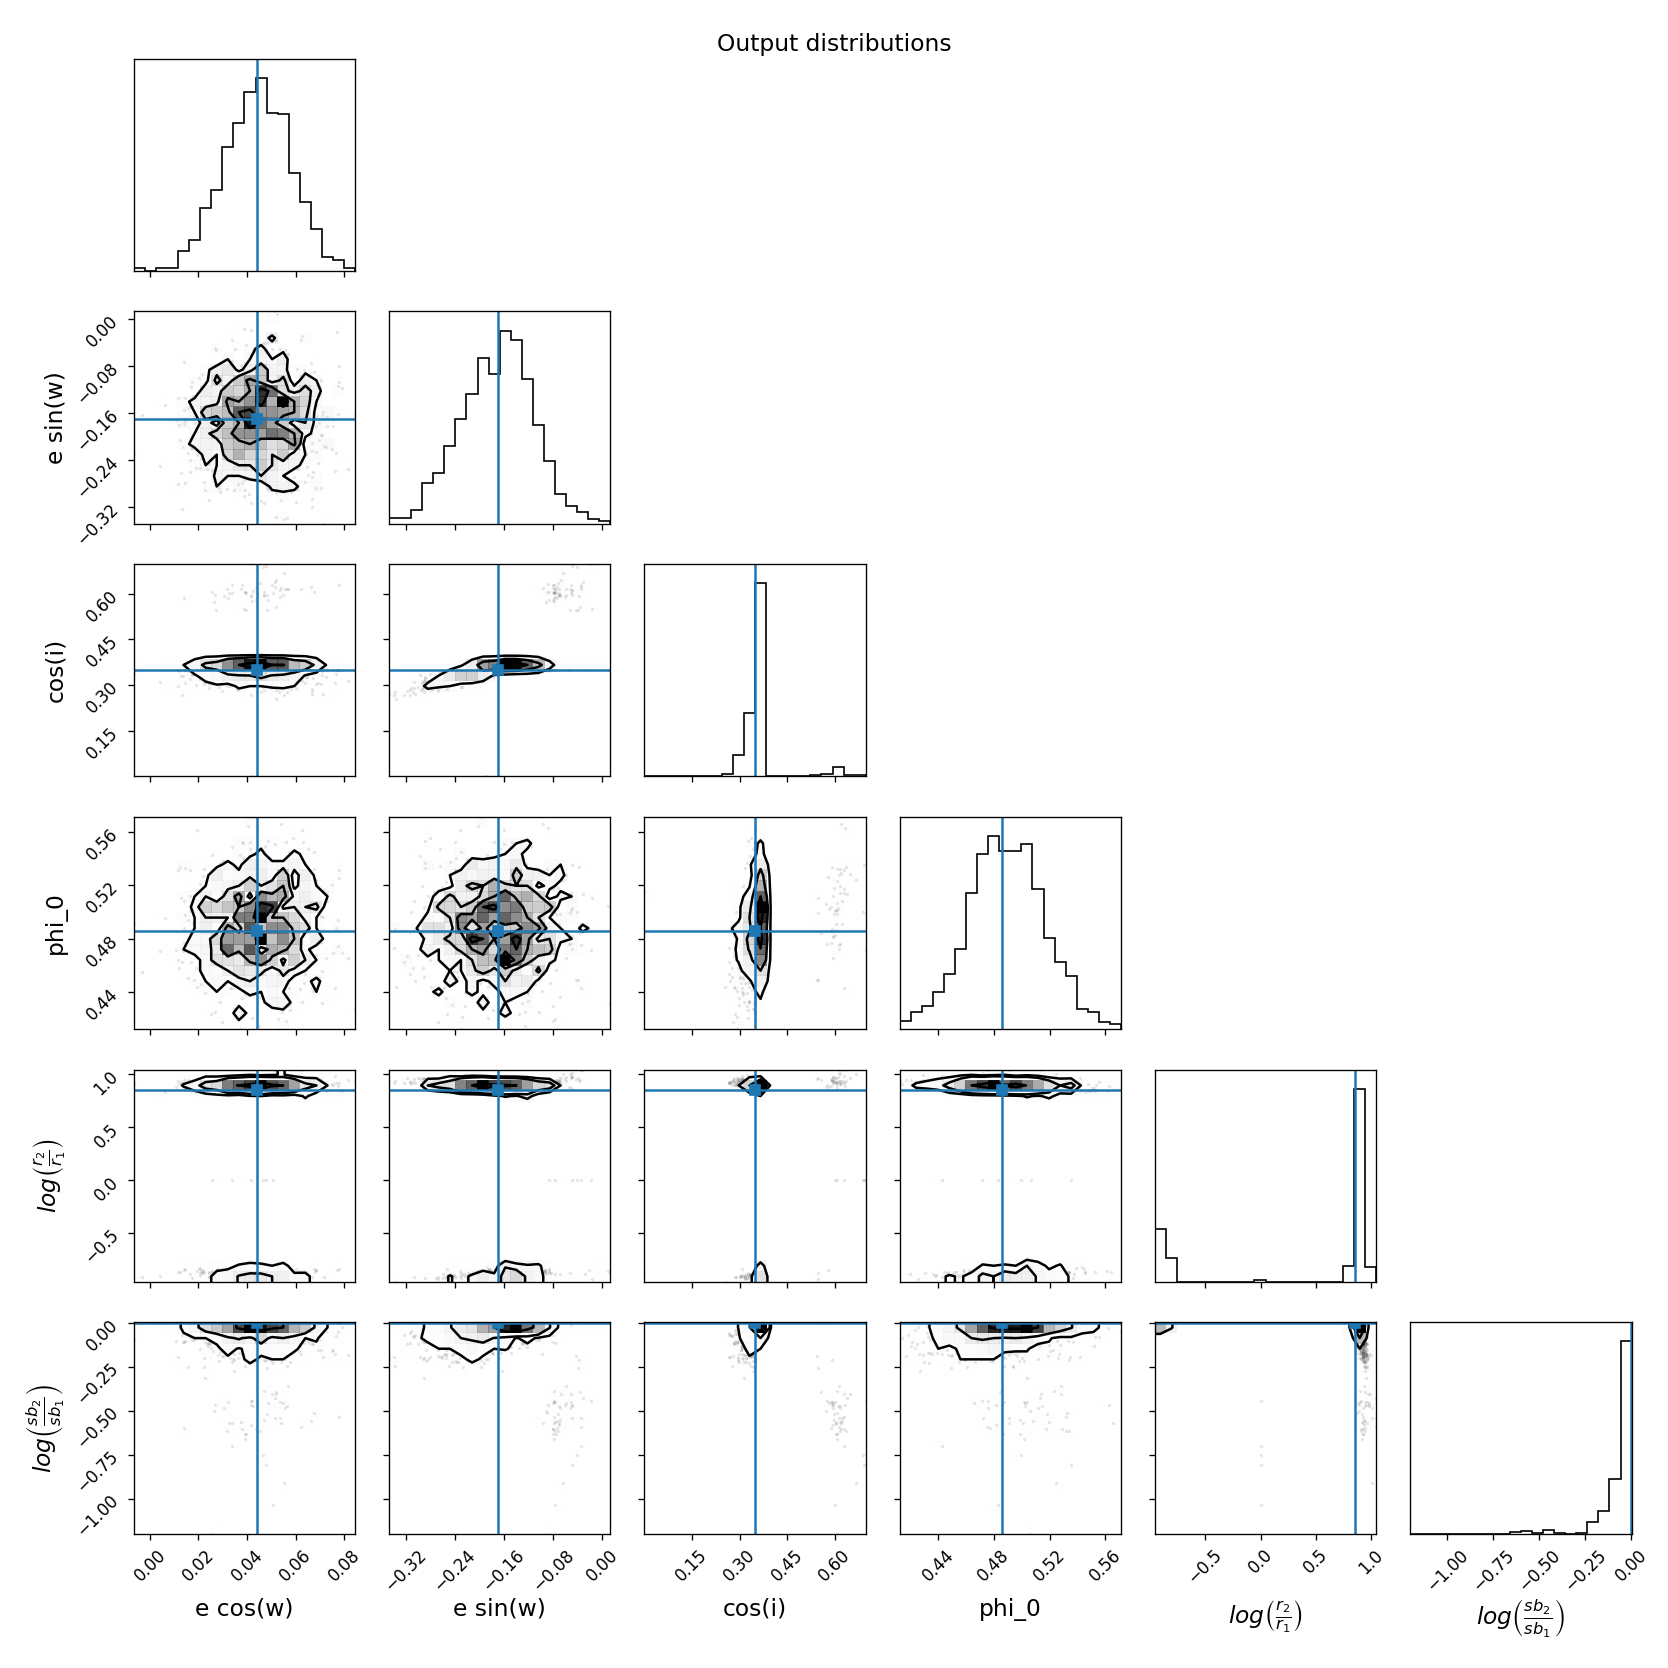 Output distributions
0.00
−0.08
−0.16
−0.24
−0.32
e sin(w)
0.60
0.45
0.30
0.15
cos(i)
0.56
0.52
0.48
0.44
phi_0
1.0
0.5
0.0
−0.5
log(r₂/r₁)
0.00
−0.25
−0.50
−0.75
−1.00
log(sb₂/sb₁)
0.00 0.02 0.04 0.06 0.08 −0.32 −0.24 −0.16 −0.08 0.00 0.15 0.30 0.45 0.60 0.44 0.48 0.52 0.56 −0.5 0.0 0.5 1.0 −1.00 −0.75 −0.50 −0.25 0.00
e cos(w) e sin(w) cos(i) phi_0 log(r₂/r₁) log(sb₂/sb₁)